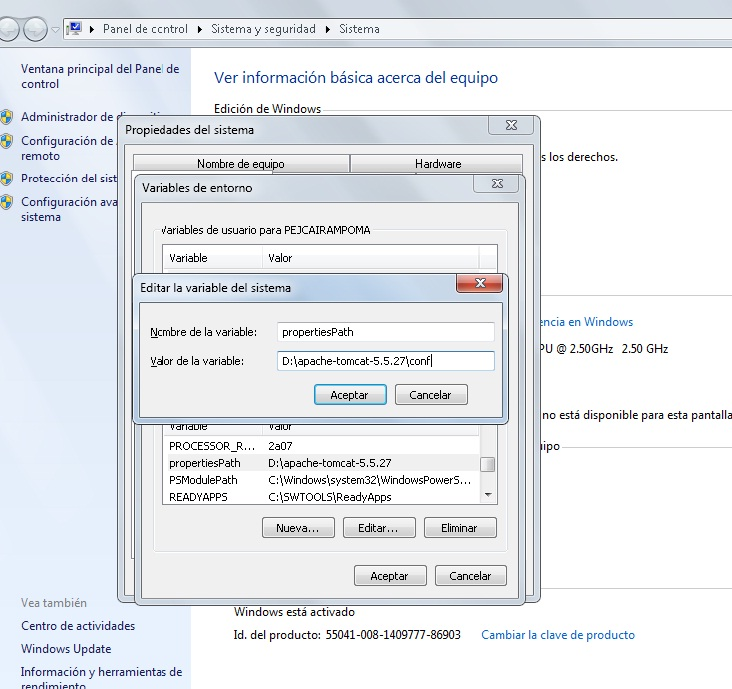 Panel de control ▸ Sistema y seguridad ▸ Sistema
Ventana principal del Panel de
control
Administrador de
Configuración de
remoto
Protección del sist
Configuración ava
sistema
Vea también
Centro de actividades
Windows Update
Información y herramientas de
rendimiento
Ver información básica acerca del equipo
Edición de Windows
s los derechos.
encia en Windows
PU @ 2.50GHz 2.50 GHz
no está disponible para esta pantalla
ipo
Windows está activado
Id. del producto: 55041-008-1409777-86903 Cambiar la clave de producto
Propiedades del sistema
Nombre de equipo Hardware
Variables de entorno
Variables de usuario para PEJCAIRAMPOMA
Variable Valor
Editar la variable del sistema
Nombre de la variable: propertiesPath
Valor de la variable: D:\apache-tomcat-5.5.27\conf
Aceptar Cancelar
Variable Valor
PROCESSOR_R... 2a07
propertiesPath D:\apache-tomcat-5.5.27
PSModulePath C:\Windows\system32\WindowsPowerS...
READYAPPS C:\SWTOOLS\ReadyApps
Nueva... Editar... Eliminar
Aceptar Cancelar